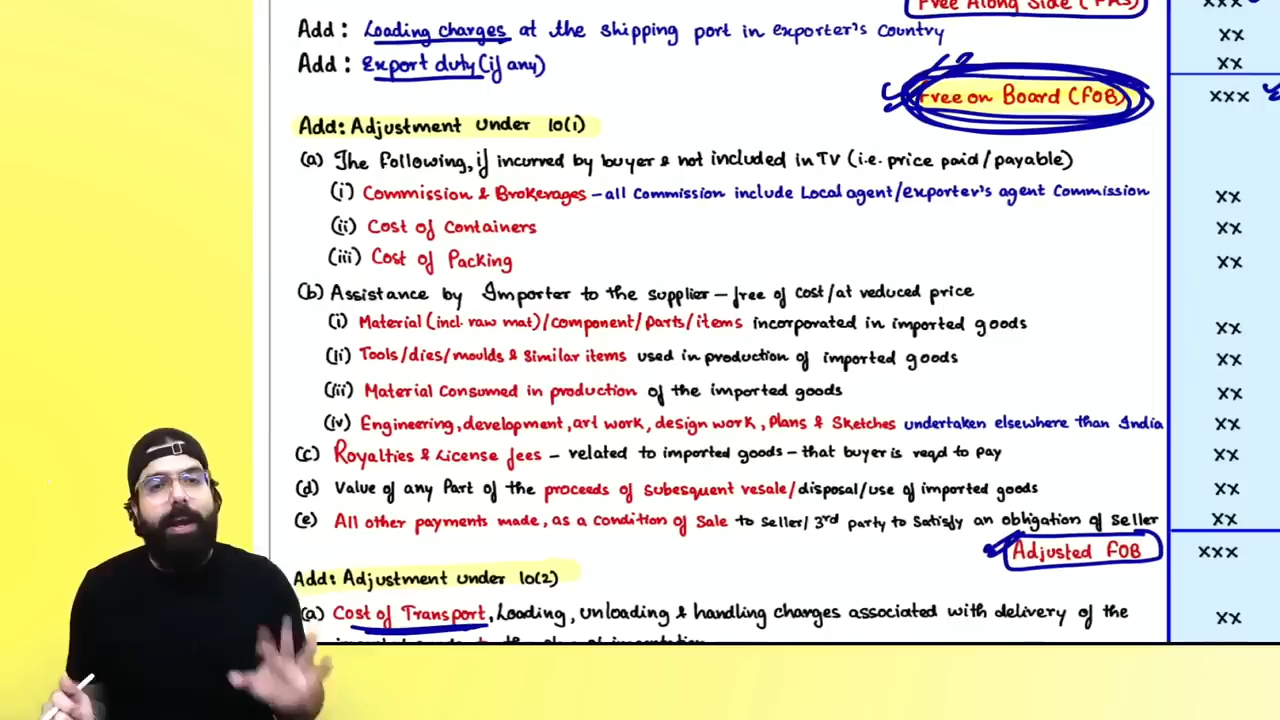 Free Along Side (FAS) xxx
Add: Loading charges at the shipping port in exporter's country xx
Add: Export duty (if any) xx
Free on Board (FOB) xxx
Add: Adjustment under 10(1)
(a) The following, if incurred by buyer & not included in TV (i.e. price paid/payable)
(i) Commission & Brokerages – all Commission include Local agent/exporter's agent Commission xx
(ii) Cost of Containers xx
(iii) Cost of Packing xx
(b) Assistance by Importer to the supplier – free of cost/at reduced price
(i) Material (incl. raw mat)/component/parts/items incorporated in imported goods xx
(ii) Tools/dies/moulds & similar items used in production of imported goods xx
(iii) Material Consumed in production of the imported goods xx
(iv) Engineering, development, art work, design work, Plans & Sketches undertaken elsewhere than India xx
(c) Royalties & License fees – related to imported goods – that buyer is reqd to pay xx
(d) Value of any Part of the proceeds of subesquent resale/disposal/use of imported goods xx
(e) All other payments made, as a condition of Sale to seller/3rd party to satisfy an obligation of seller xx
Adjusted FOB xxx
Add: Adjustment under 10(2)
(a) Cost of Transport, Loading, unloading & handling charges associated with delivery of the xx